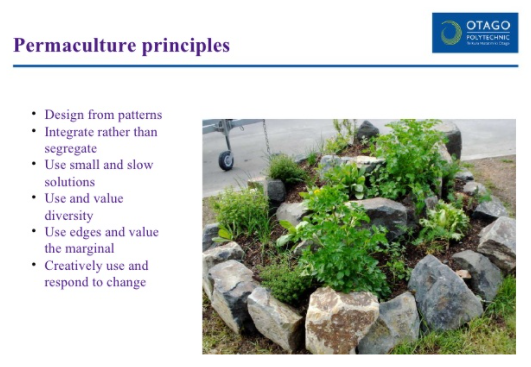 OTAGO
POLYTECHNIC
Permaculture principles
• Design from patterns
• Integrate rather than
segregate
• Use small and slow
solutions
• Use and value
diversity
• Use edges and value
the marginal
• Creatively use and
respond to change